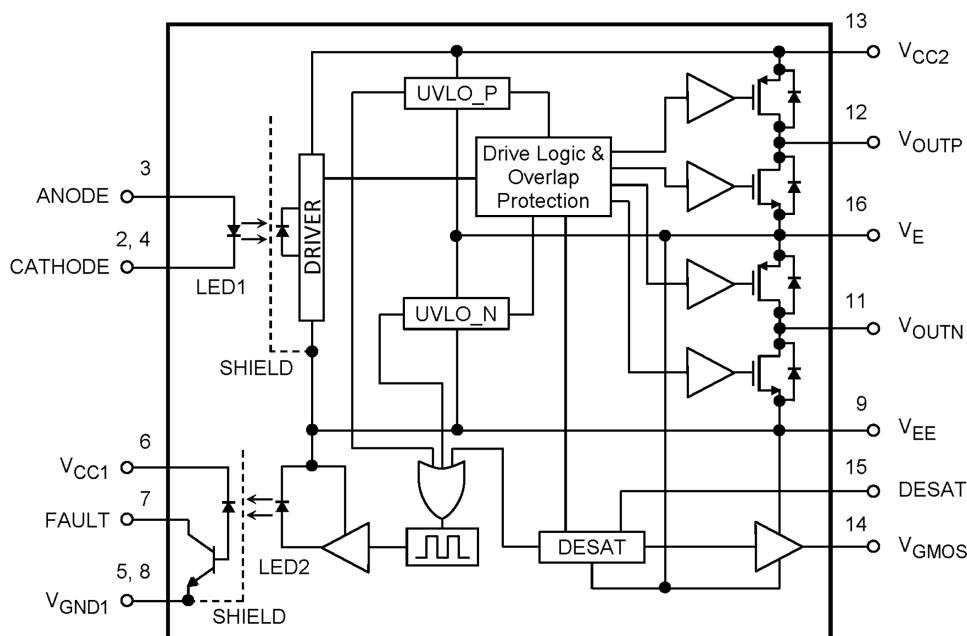 13
VCC2
UVLO_P
12
VOUTP
Drive Logic &
Overlap
Protection
3
ANODE
DRIVER
16
VE
2, 4
CATHODE
LED1
UVLO_N
11
VOUTN
SHIELD
9
VEE
6
VCC1
15
DESAT
7
FAULT
14
VGMOS
LED2
DESAT
5, 8
VGND1
SHIELD